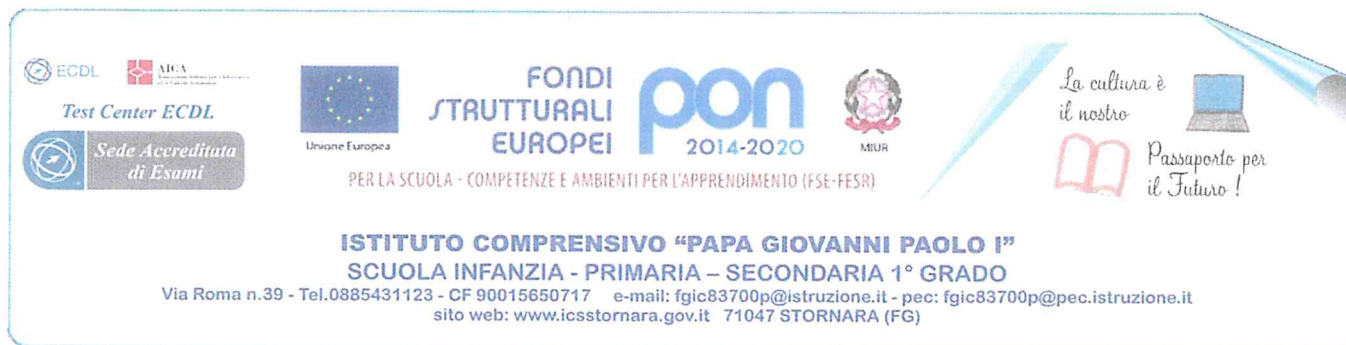 ECDL
AICA
Test Center ECDL
Sede Accreditata
di Esami
Unione Europea
FONDI
STRUTTURALI
EUROPEI
pon
2014-2020
MIUR
PER LA SCUOLA - COMPETENZE E AMBIENTI PER L'APPRENDIMENTO (FSE-FESR)
La cultura è
il nostro
Passaporto per
il Futuro !
ISTITUTO COMPRENSIVO “PAPA GIOVANNI PAOLO I”
SCUOLA INFANZIA - PRIMARIA – SECONDARIA 1° GRADO
Via Roma n.39 - Tel.0885431123 - CF 90015650717 e-mail: fgic83700p@istruzione.it - pec: fgic83700p@pec.istruzione.it
sito web: www.icsstornara.gov.it 71047 STORNARA (FG)